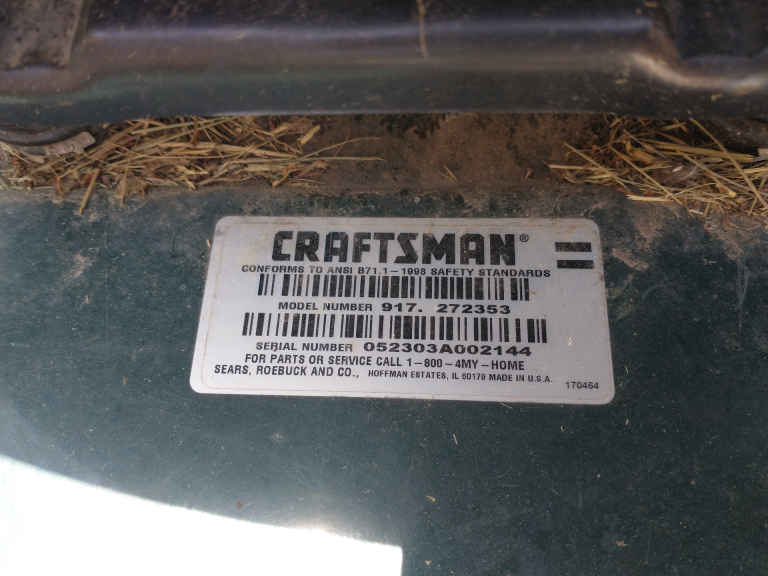 CRAFTSMAN®
CONFORMS TO ANSI B71.1-1998 SAFETY STANDARDS
MODEL NUMBER 917. 272353
SERIAL NUMBER 052303A002144
FOR PARTS OR SERVICE CALL 1-800-4MY-HOME
SEARS, ROEBUCK AND CO., HOFFMAN ESTATES, IL 60179 MADE IN U.S.A.
170464